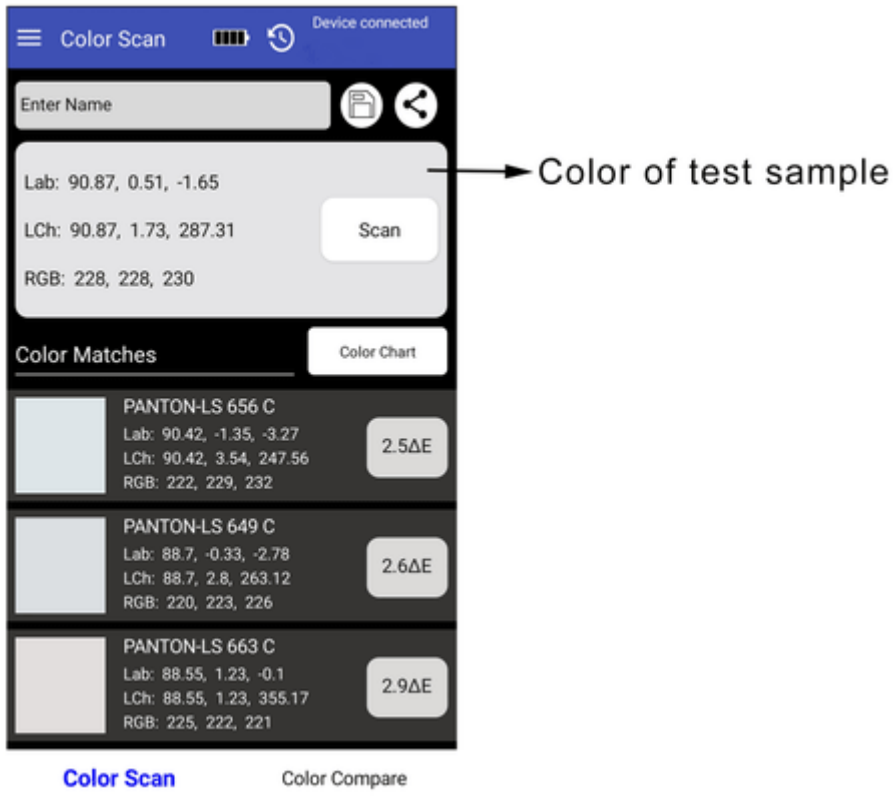 Color Scan
Device connected
Enter Name
Lab: 90.87, 0.51, -1.65
LCh: 90.87, 1.73, 287.31
Scan
RGB: 228, 228, 230
Color of test sample
Color Matches
Color Chart
PANTON-LS 656 C
Lab: 90.42, -1.35, -3.27
LCh: 90.42, 3.54, 247.56
RGB: 222, 229, 232
2.5ΔE
PANTON-LS 649 C
Lab: 88.7, -0.33, -2.78
LCh: 88.7, 2.8, 263.12
RGB: 220, 223, 226
2.6ΔE
PANTON-LS 663 C
Lab: 88.55, 1.23, -0.1
LCh: 88.55, 1.23, 355.17
RGB: 225, 222, 221
2.9ΔE
Color Scan
Color Compare